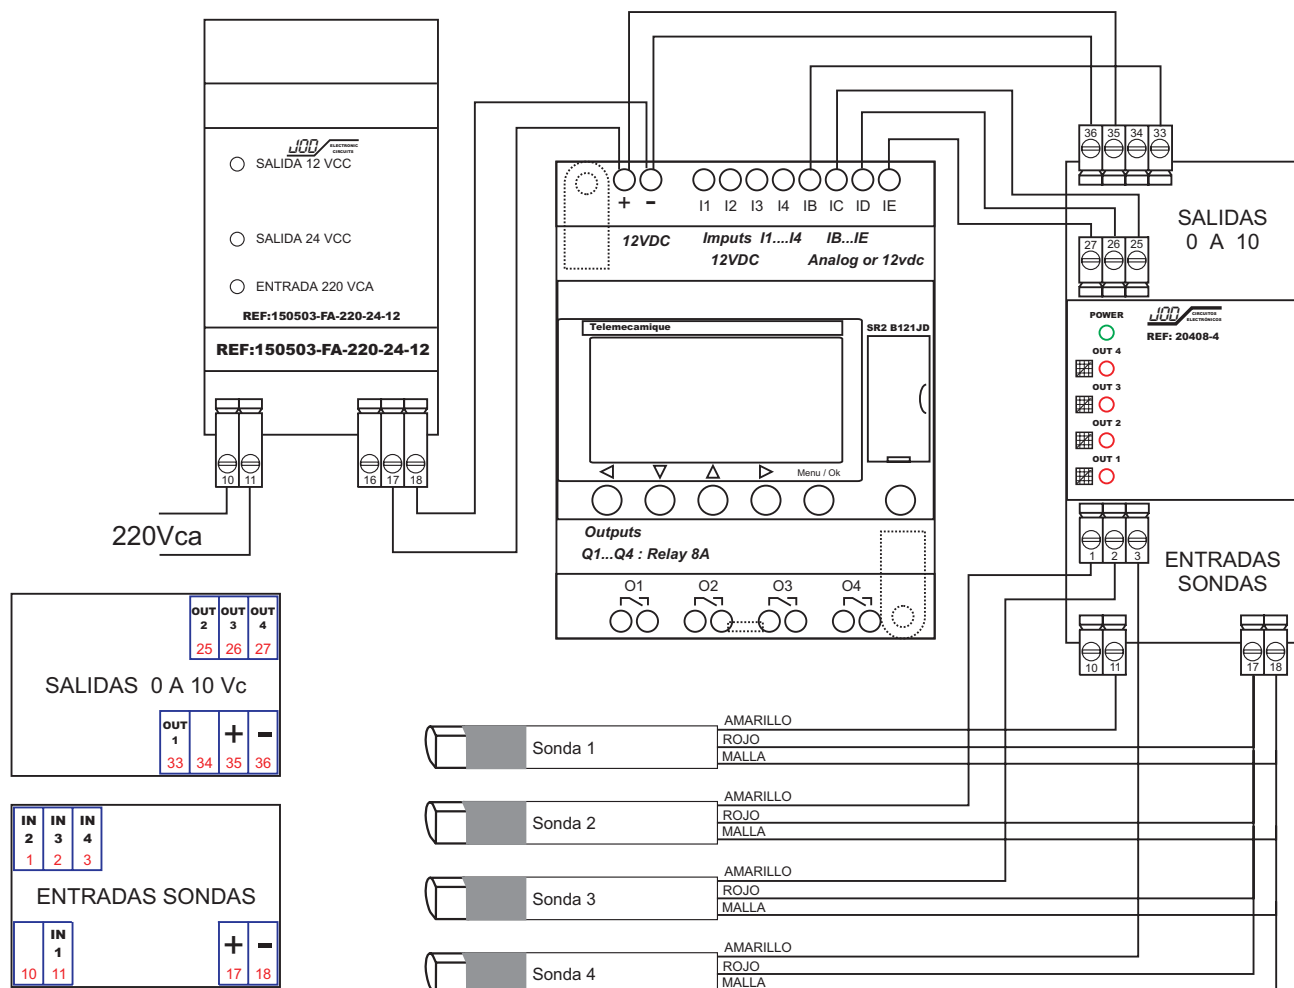 JOD ELECTRONIC CIRCUITS
SALIDA 12 VCC
SALIDA 24 VCC
ENTRADA 220 VCA
REF:150503-FA-220-24-12
REF:150503-FA-220-24-12
10 11
16 17 18
220Vca
+ -
I1 I2 I3 I4 IB IC ID IE
12VDC
Imputs I1....I4
12VDC
IB...IE
Analog or 12vdc
Telemecamique
SR2 B121JD
Menu / Ok
Outputs
Q1...Q4 : Relay 8A
O1 O2 O3 O4
36 35 34 33
SALIDAS
0 A 10
27 26 25
POWER
JOD CIRCUITOS ELECTRÓNICOS
REF: 20408-4
OUT 4
OUT 3
OUT 2
OUT 1
1 2 3
ENTRADAS
SONDAS
10 11
17 18
OUT 2 OUT 3 OUT 4
25 26 27
SALIDAS 0 A 10 Vc
OUT 1 + -
33 34 35 36
IN 2 IN 3 IN 4
1 2 3
ENTRADAS SONDAS
IN 1 + -
10 11 17 18
Sonda 1
AMARILLO
ROJO
MALLA
Sonda 2
AMARILLO
ROJO
MALLA
Sonda 3
AMARILLO
ROJO
MALLA
Sonda 4
AMARILLO
ROJO
MALLA